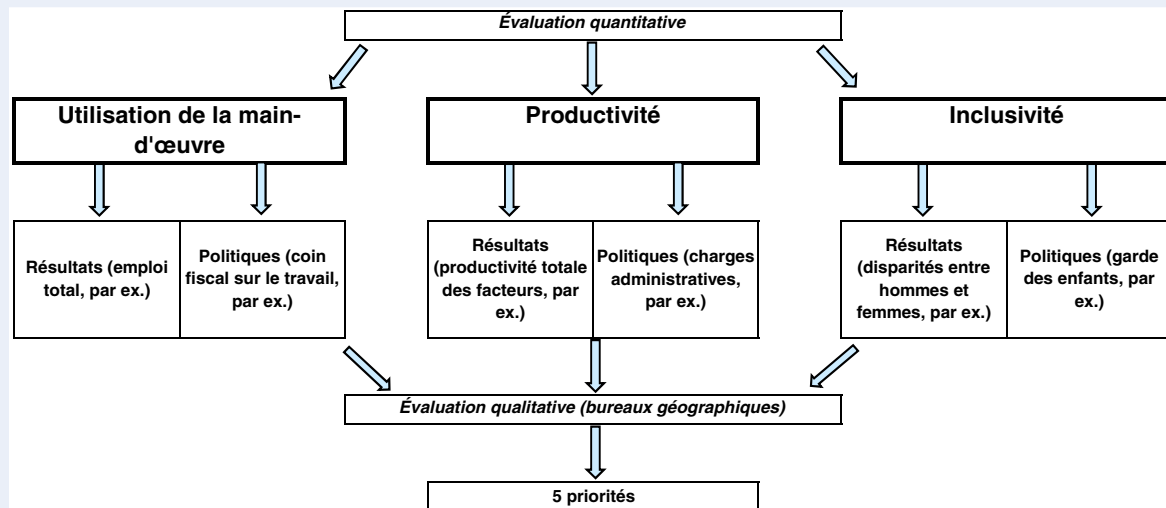 Évaluation quantitative
Utilisation de la main-
d'œuvre
Productivité
Inclusivité
Résultats (emploi
total, par ex.)
Politiques (coin
fiscal sur le travail,
par ex.)
Résultats
(productivité totale
des facteurs, par
ex.)
Politiques (charges
administratives,
par ex.)
Résultats
(disparités entre
hommes et
femmes, par ex.)
Politiques (garde
des enfants, par
ex.)
Évaluation qualitative (bureaux géographiques)
5 priorités